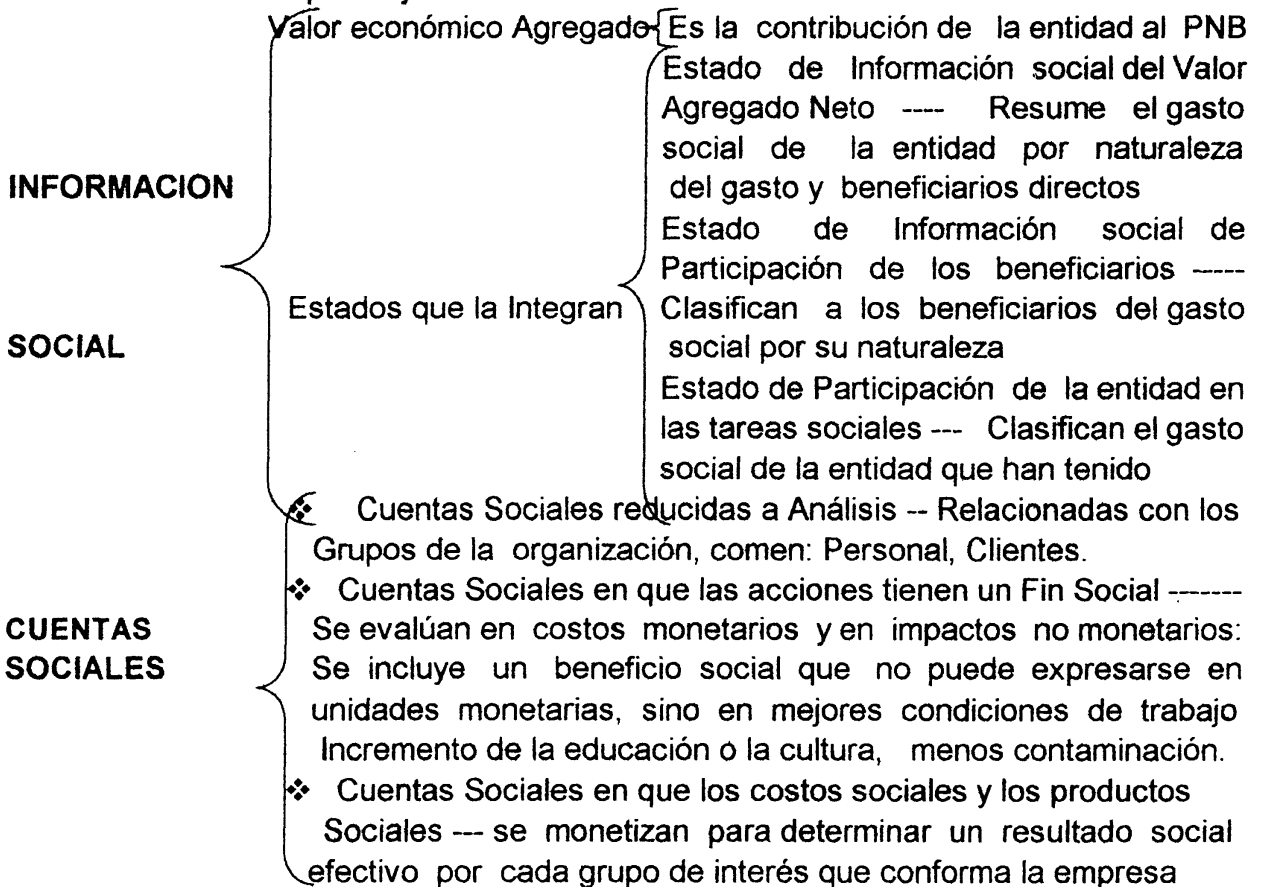 Valor económico Agregado Es la contribución de la entidad al PNB
Estado de Información social del Valor
Agregado Neto ---- Resume el gasto
social de la entidad por naturaleza
INFORMACION
del gasto y beneficiarios directos
Estado de Información social de
Participación de los beneficiarios -----
Estados que la Integran
Clasifican a los beneficiarios del gasto
SOCIAL
social por su naturaleza
Estado de Participación de la entidad en
las tareas sociales --- Clasifican el gasto
social de la entidad que han tenido
❖ Cuentas Sociales reducidas a Análisis -- Relacionadas con los
Grupos de la organización, comen: Personal, Clientes.
❖ Cuentas Sociales en que las acciones tienen un Fin Social -------
CUENTAS
Se evalúan en costos monetarios y en impactos no monetarios:
SOCIALES
Se incluye un beneficio social que no puede expresarse en
unidades monetarias, sino en mejores condiciones de trabajo
Incremento de la educación o la cultura, menos contaminación.
❖ Cuentas Sociales en que los costos sociales y los productos
Sociales --- se monetizan para determinar un resultado social
efectivo por cada grupo de interés que conforma la empresa